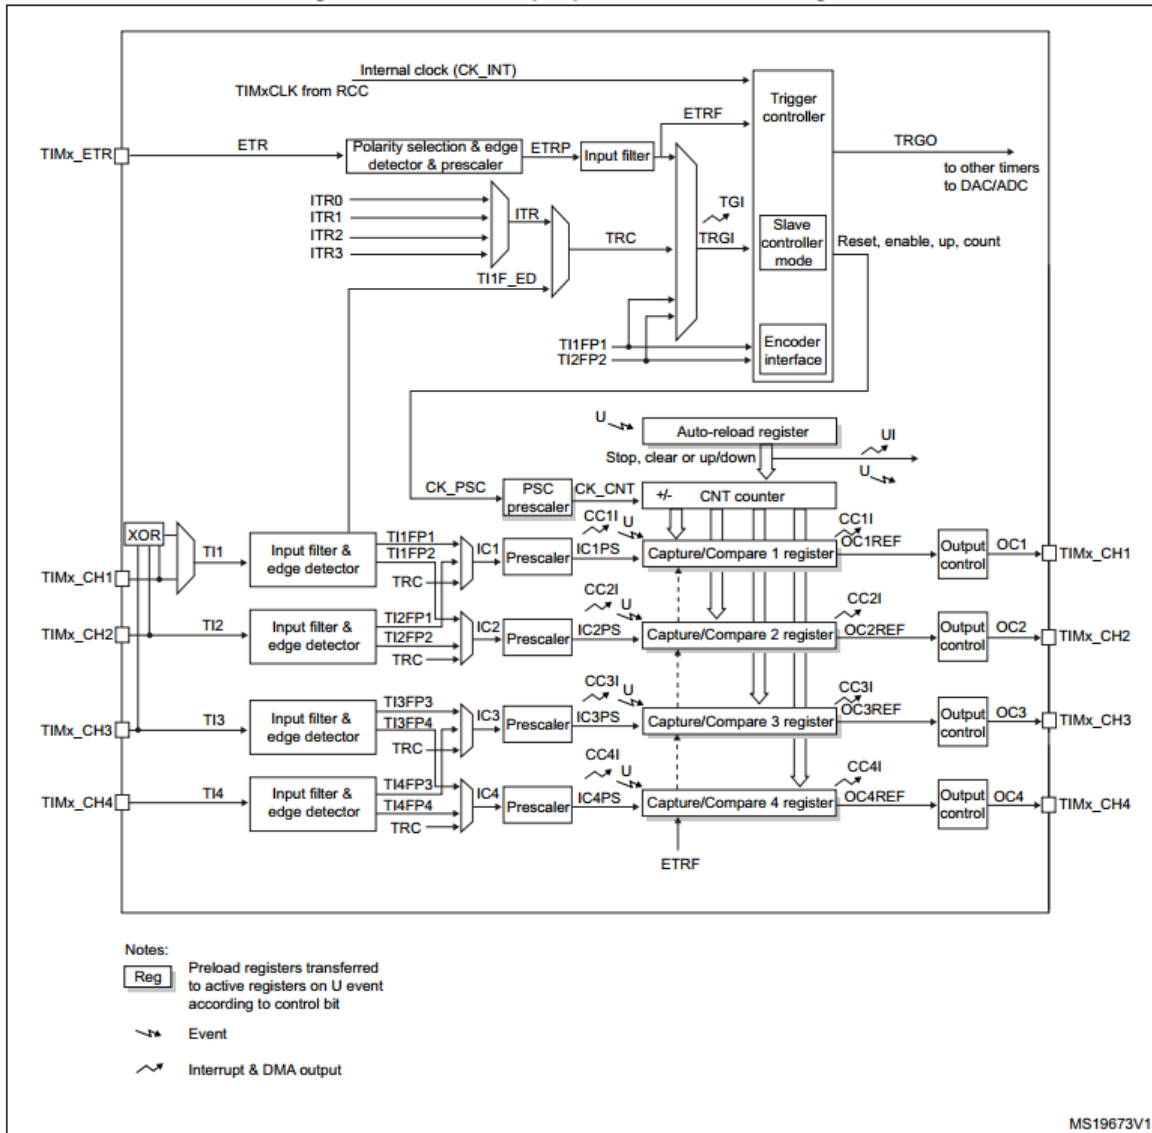 Internal clock (CK_INT)
TIMxCLK from RCC
Trigger
controller
ETRF
TRGO
to other timers
to DAC/ADC
TIMx_ETR
ETR
Polarity selection & edge
detector & prescaler
ETRP
Input filter
ITR0
ITR1
ITR2
ITR3
ITR
TRC
TGI
TRGI
Slave
controller
mode
Reset, enable, up, count
TI1F_ED
TI1FP1
TI2FP2
Encoder
interface
U
Auto-reload register
UI
Stop, clear or up/down
U
CK_PSC
PSC
prescaler
CK_CNT
+/-
CNT counter
XOR
TI1
TIMx_CH1
Input filter &
edge detector
TI1FP1
TI1FP2
TRC
IC1
Prescaler
IC1PS
CC1I
U
Capture/Compare 1 register
CC1I
OC1REF
Output
control
OC1
TIMx_CH1
TIMx_CH2
TI2
Input filter &
edge detector
TI2FP1
TI2FP2
TRC
IC2
Prescaler
IC2PS
CC2I
U
Capture/Compare 2 register
CC2I
OC2REF
Output
control
OC2
TIMx_CH2
TIMx_CH3
TI3
Input filter &
edge detector
TI3FP3
TI3FP4
TRC
IC3
Prescaler
IC3PS
CC3I
U
Capture/Compare 3 register
CC3I
OC3REF
Output
control
OC3
TIMx_CH3
TIMx_CH4
TI4
Input filter &
edge detector
TI4FP3
TI4FP4
TRC
IC4
Prescaler
IC4PS
CC4I
U
Capture/Compare 4 register
CC4I
OC4REF
Output
control
OC4
TIMx_CH4
ETRF
Notes:
Reg
Preload registers transferred
to active registers on U event
according to control bit
Event
Interrupt & DMA output
MS19673V1